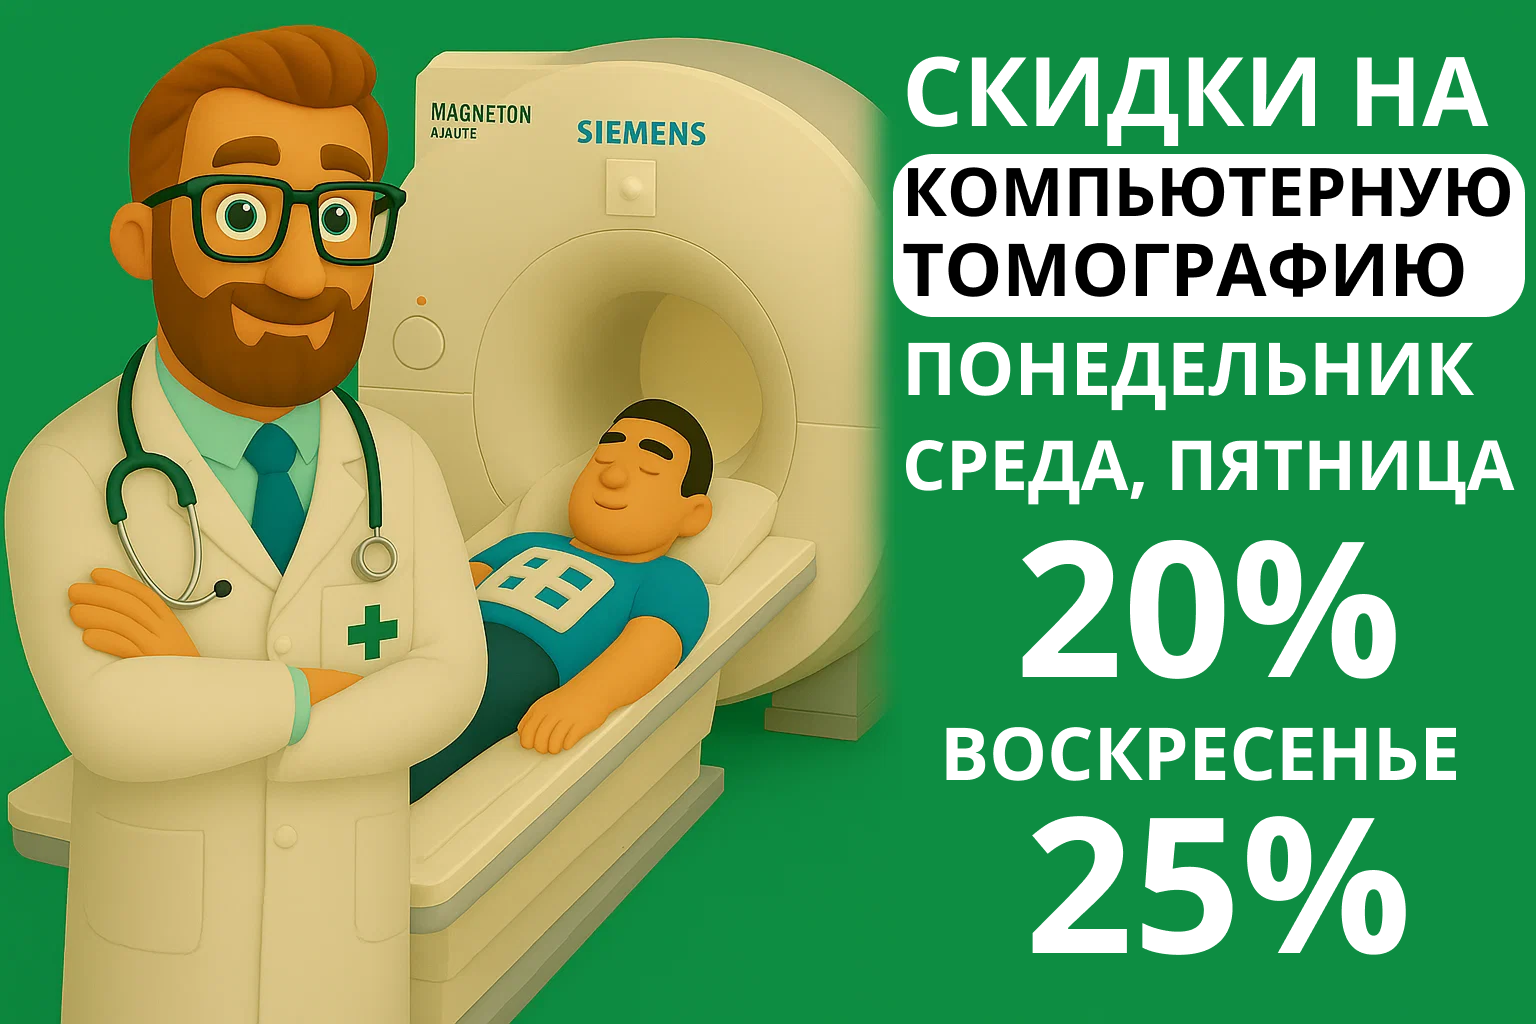 MAGNETON
AJAUTE
SIEMENS
СКИДКИ НА
КОМПЬЮТЕРНУЮ
ТОМОГРАФИЮ
ПОНЕДЕЛЬНИК
СРЕДА, ПЯТНИЦА
20%
ВОСКРЕСЕНЬЕ
25%